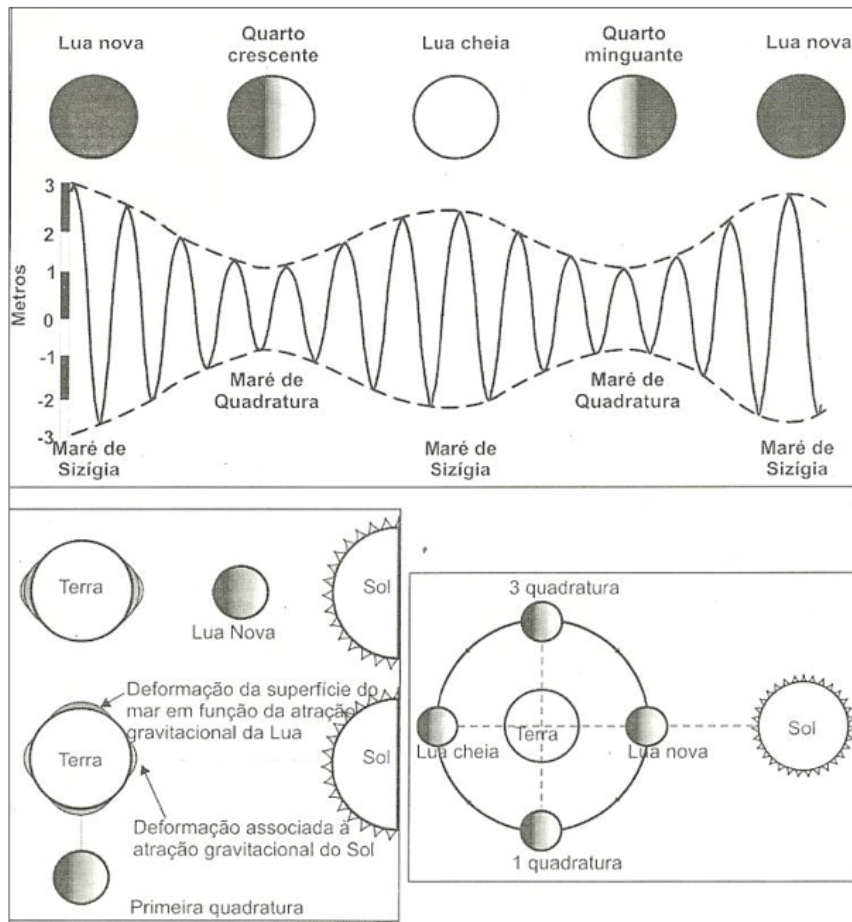 Lua nova
Quarto
crescente
Lua cheia
Quarto
minguante
Lua nova
Metros
3
2
1
0
-1
-2
-3
Maré de
Quadratura
Maré de
Quadratura
Maré de
Sizígia
Maré de
Sizígia
Maré de
Sizígia
Terra
Lua Nova
Sol
Deformação da superfície do
mar em função da atração
gravitacional da Lua
Terra
Sol
Deformação associada à
atração gravitacional do Sol
Primeira quadratura
3 quadratura
Terra
Lua cheia
Lua nova
Sol
1 quadratura